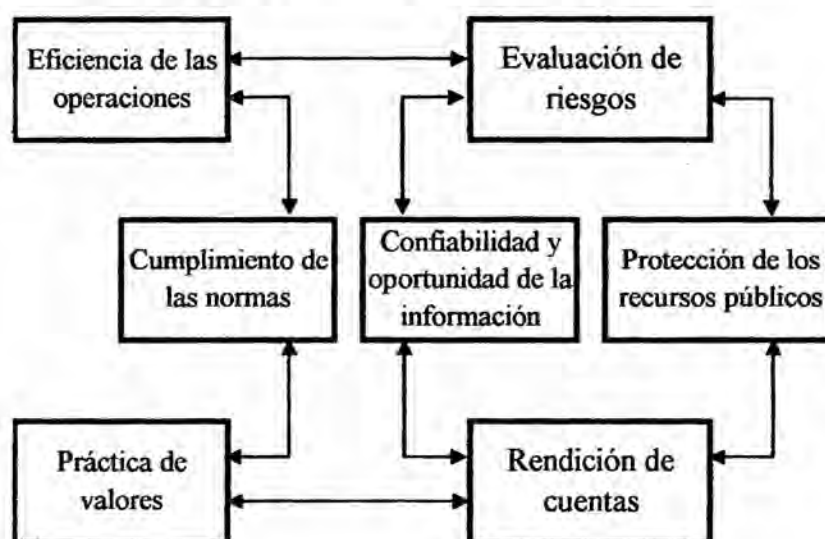 Eficiencia de las
operaciones
Evaluación de
riesgos
Cumplimiento de
las normas
Confiabilidad y
oportunidad de la
información
Protección de los
recursos públicos
Práctica de
valores
Rendición de
cuentas